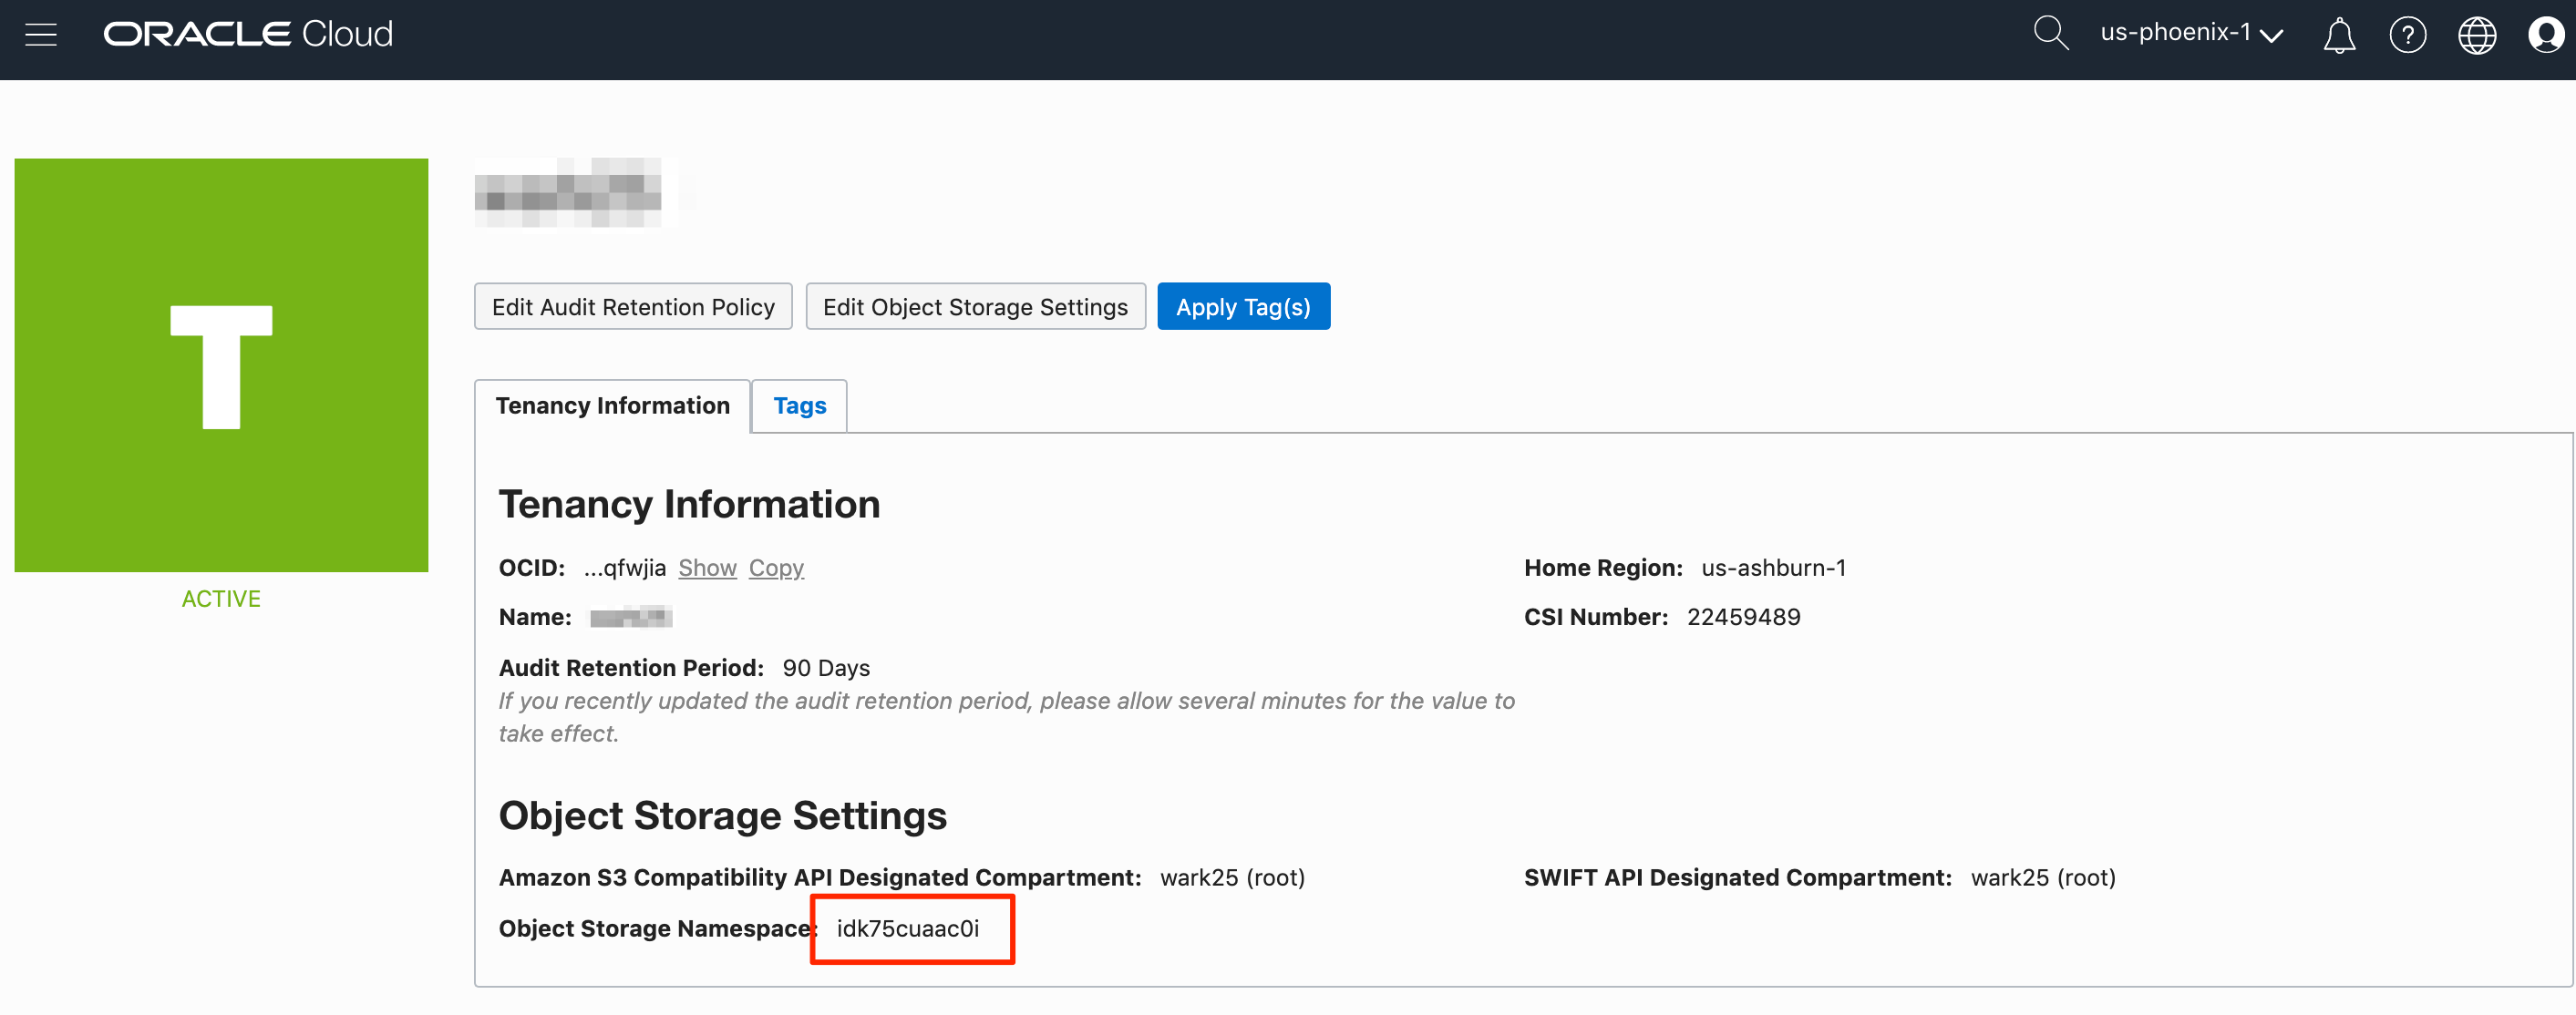 ORACLE Cloud
us-phoenix-1
T
ACTIVE
Edit Audit Retention Policy
Edit Object Storage Settings
Apply Tag(s)
Tenancy Information
Tags
Tenancy Information
OCID: ...qfwjia Show Copy
Home Region: us-ashburn-1
Name:
CSI Number: 22459489
Audit Retention Period: 90 Days
If you recently updated the audit retention period, please allow several minutes for the value to
take effect.
Object Storage Settings
Amazon S3 Compatibility API Designated Compartment: wark25 (root)
SWIFT API Designated Compartment: wark25 (root)
Object Storage Namespace: idk75cuaac0i